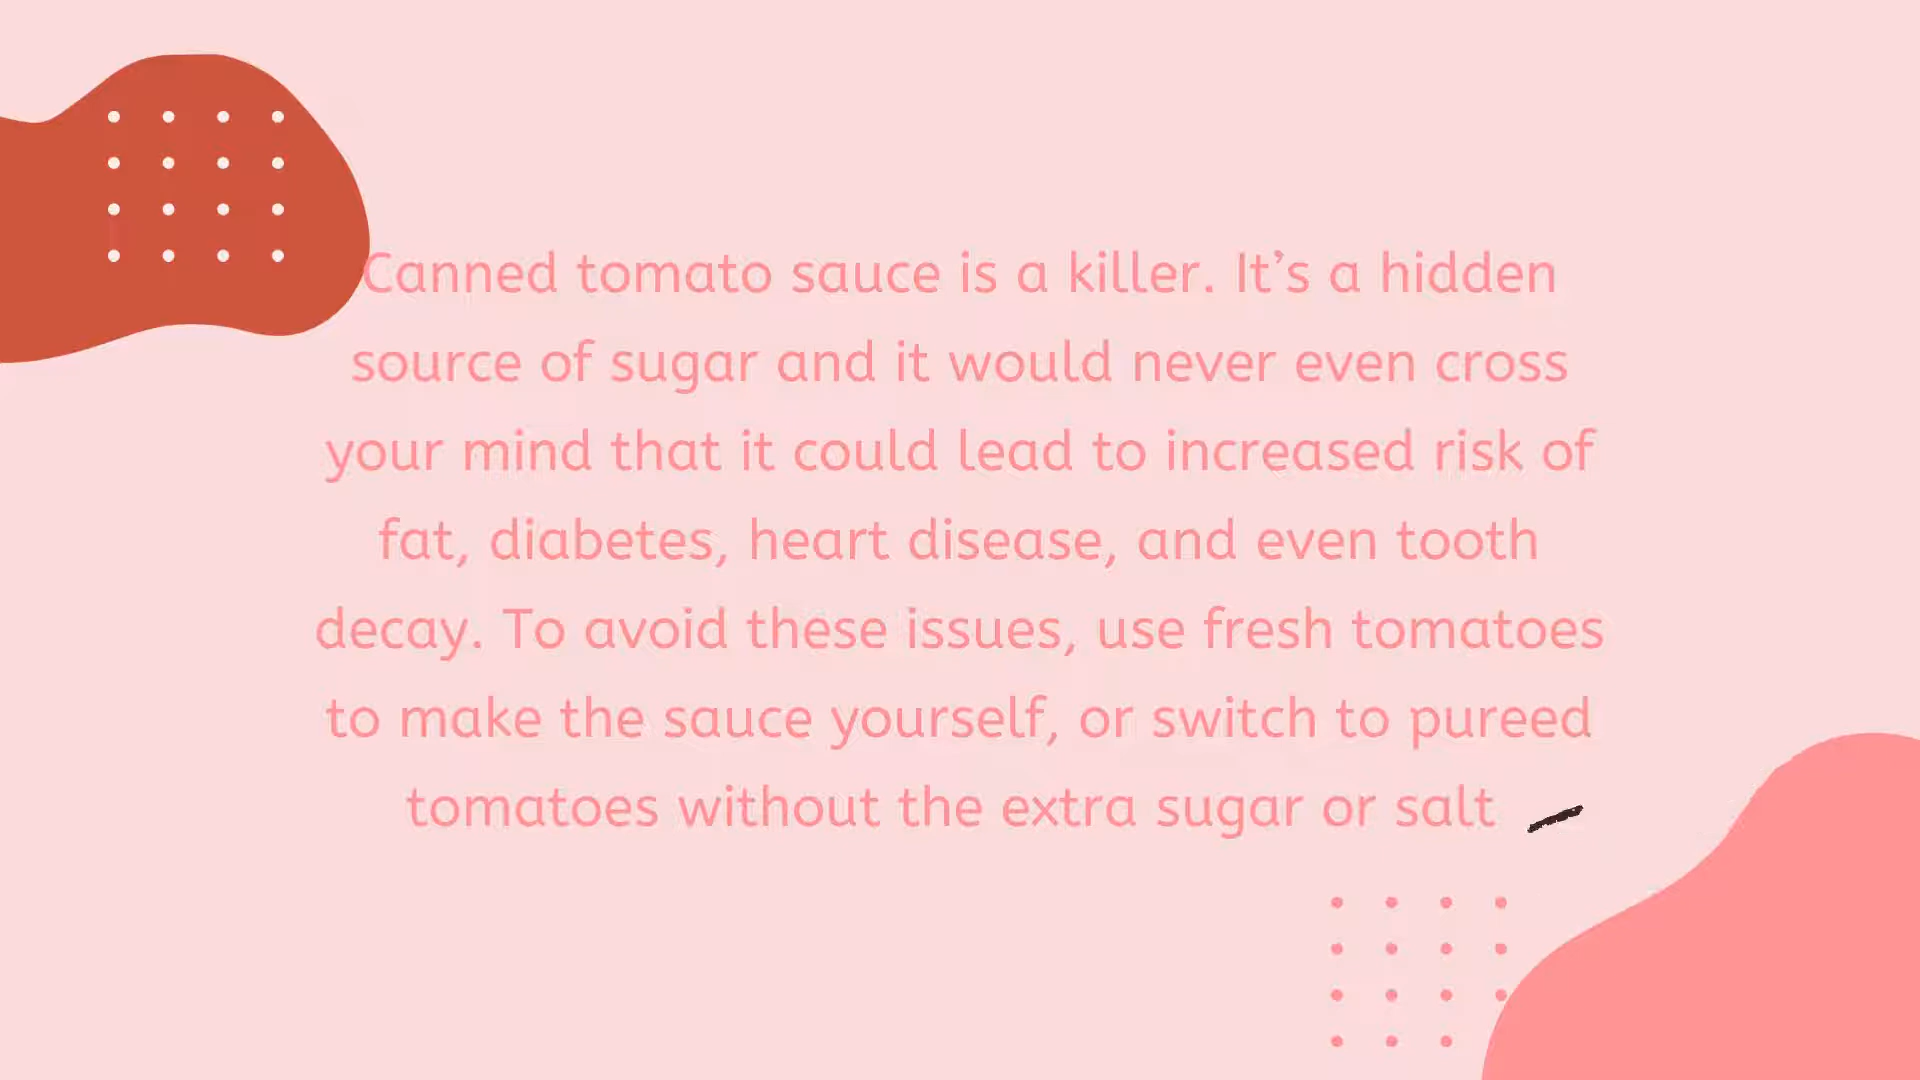 Canned tomato sauce is a killer. It’s a hidden
source of sugar and it would never even cross
your mind that it could lead to increased risk of
fat, diabetes, heart disease, and even tooth
decay. To avoid these issues, use fresh tomatoes
to make the sauce yourself, or switch to pureed
tomatoes without the extra sugar or salt